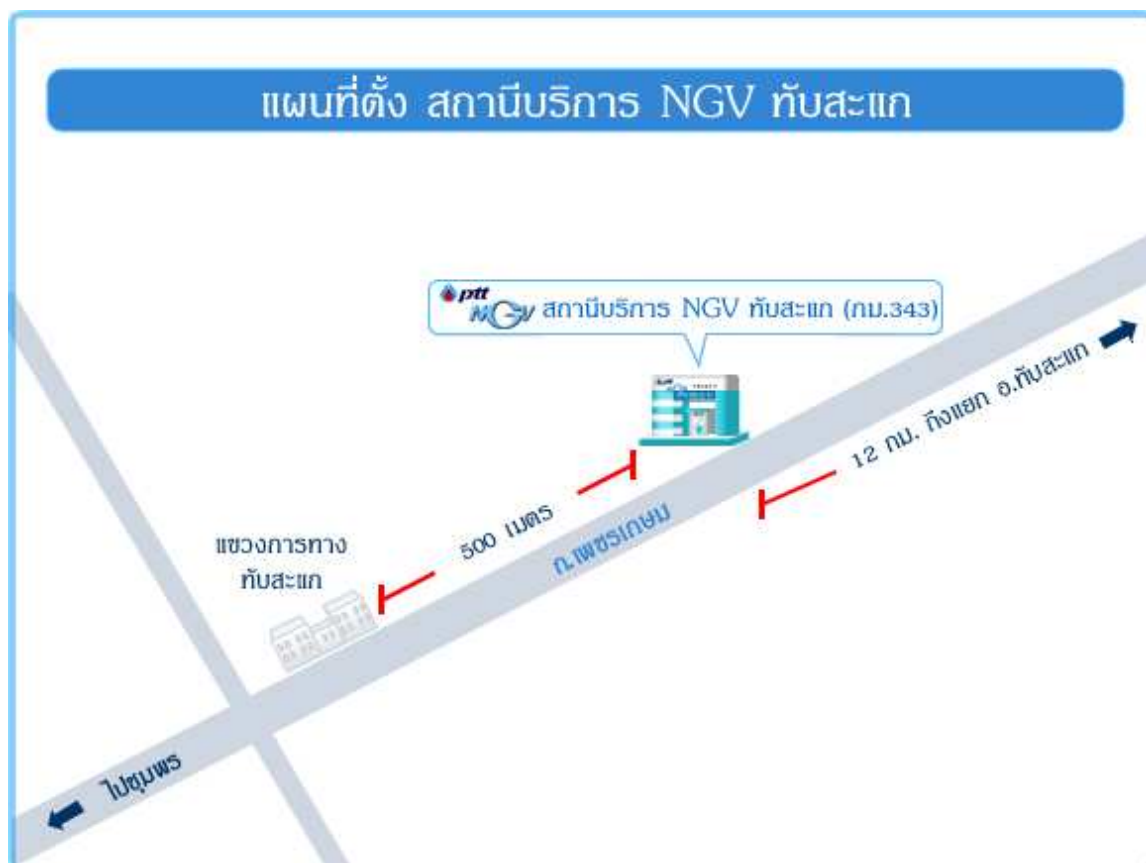 แผนที่ตั้ง สถานีบริการ NGV ทับสะแก
ptt
NGV สถานีบริการ NGV ทับสะแก (กม.343)
12 กม. ถึงแยก อ.ทับสะแก
500 เมตร
ถ.เพชรเกษม
แขวงการทาง
ทับสะแก
ไปชุมพร